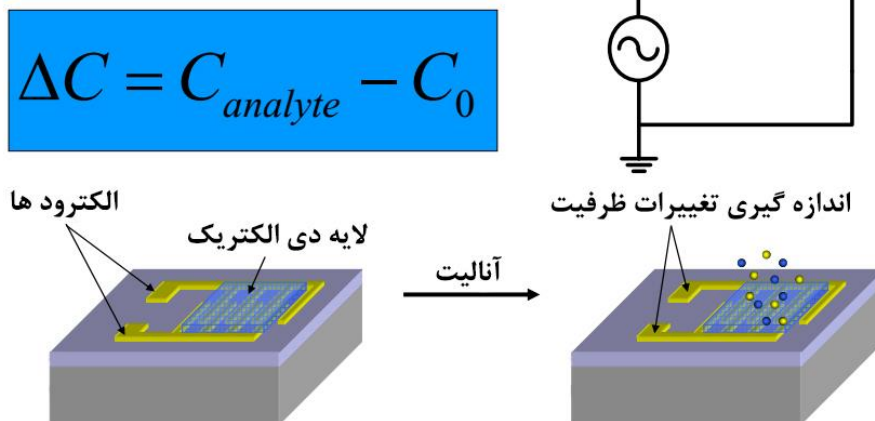 ΔC = C_analyte − C_0
الکترود ها
لایه دی الکتریک
آنالیت
اندازه گیری تغییرات ظرفیت